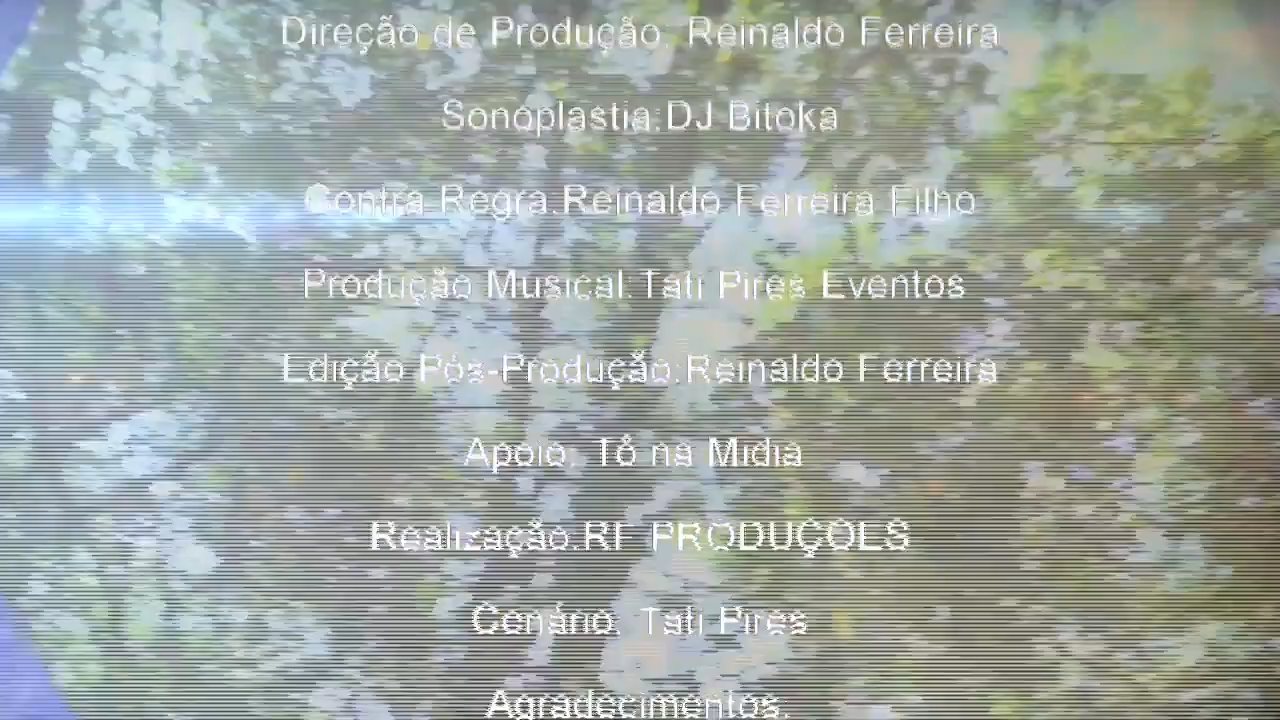 Direção de Produção: Reinaldo Ferreira
Sonoplastia:DJ Bitoka
Contra Regra:Reinaldo Ferreira Filho
Produção Musical:Tati Pires Eventos
Edição Pós-Produção:Reinaldo Ferreira
Apoio: Tô na Midia
Realização:RF PRODUÇÕES
Cenário: Tati Pires
Agradecimentos: